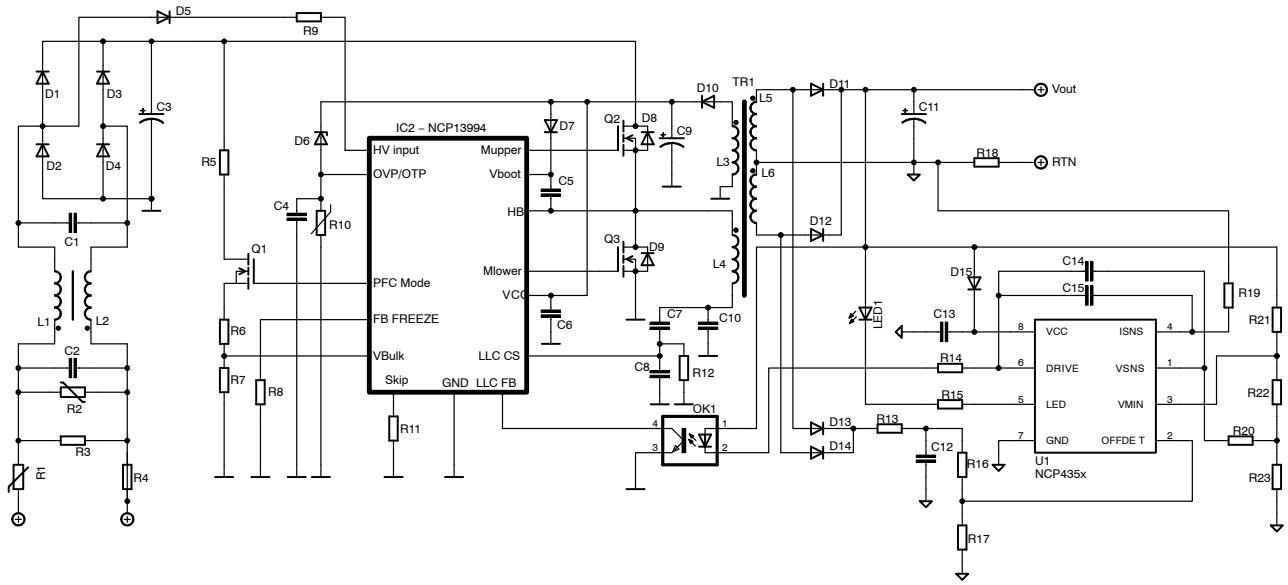 D5
R9
D1
D3
C3
D2
D4
C1
L1
L2
C2
R2
R3
R1
R4
R5
Q1
R6
R7
R8
C4
R10
D6
IC2 – NCP13994
HV input
OVP/OTP
PFC Mode
FB FREEZE
VBulk
Skip
GND
LLC FB
Mupper
Vboot
HB
Mlower
VCC
LLC CS
R11
D7
C5
C6
Q2
D8
Q3
D9
C9
D10
TR1
L3
L4
L5
L6
C7
C10
C8
R12
OK1
4
3
1
2
D11
D12
C11
Vout
R18
RTN
D13
D14
R13
C12
R16
R17
LED1
D15
C13
C14
C15
R14
R15
8
VCC
ISNS
4
6
DRIVE
VSNS
1
5
LED
VMIN
3
7
GND
OFFDE T
2
U1
NCP435x
R19
R20
R21
R22
R23